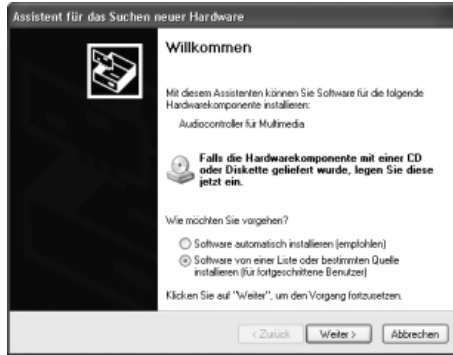 Assistent für das Suchen neuer Hardware
Willkommen
Mit diesem Assistenten können Sie Software für die folgende
Hardwarekomponente installieren:
Audiocontroller für Multimedia
Falls die Hardwarekomponente mit einer CD
oder Diskette geliefert wurde, legen Sie diese
jetzt ein.
Wie möchten Sie vorgehen?
Software automatisch installieren (empfohlen)
Software von einer Liste oder bestimmten Quelle
installieren (für fortgeschrittene Benutzer)
Klicken Sie auf "Weiter", um den Vorgang fortzusetzen.
< Zurück
Weiter >
Abbrechen